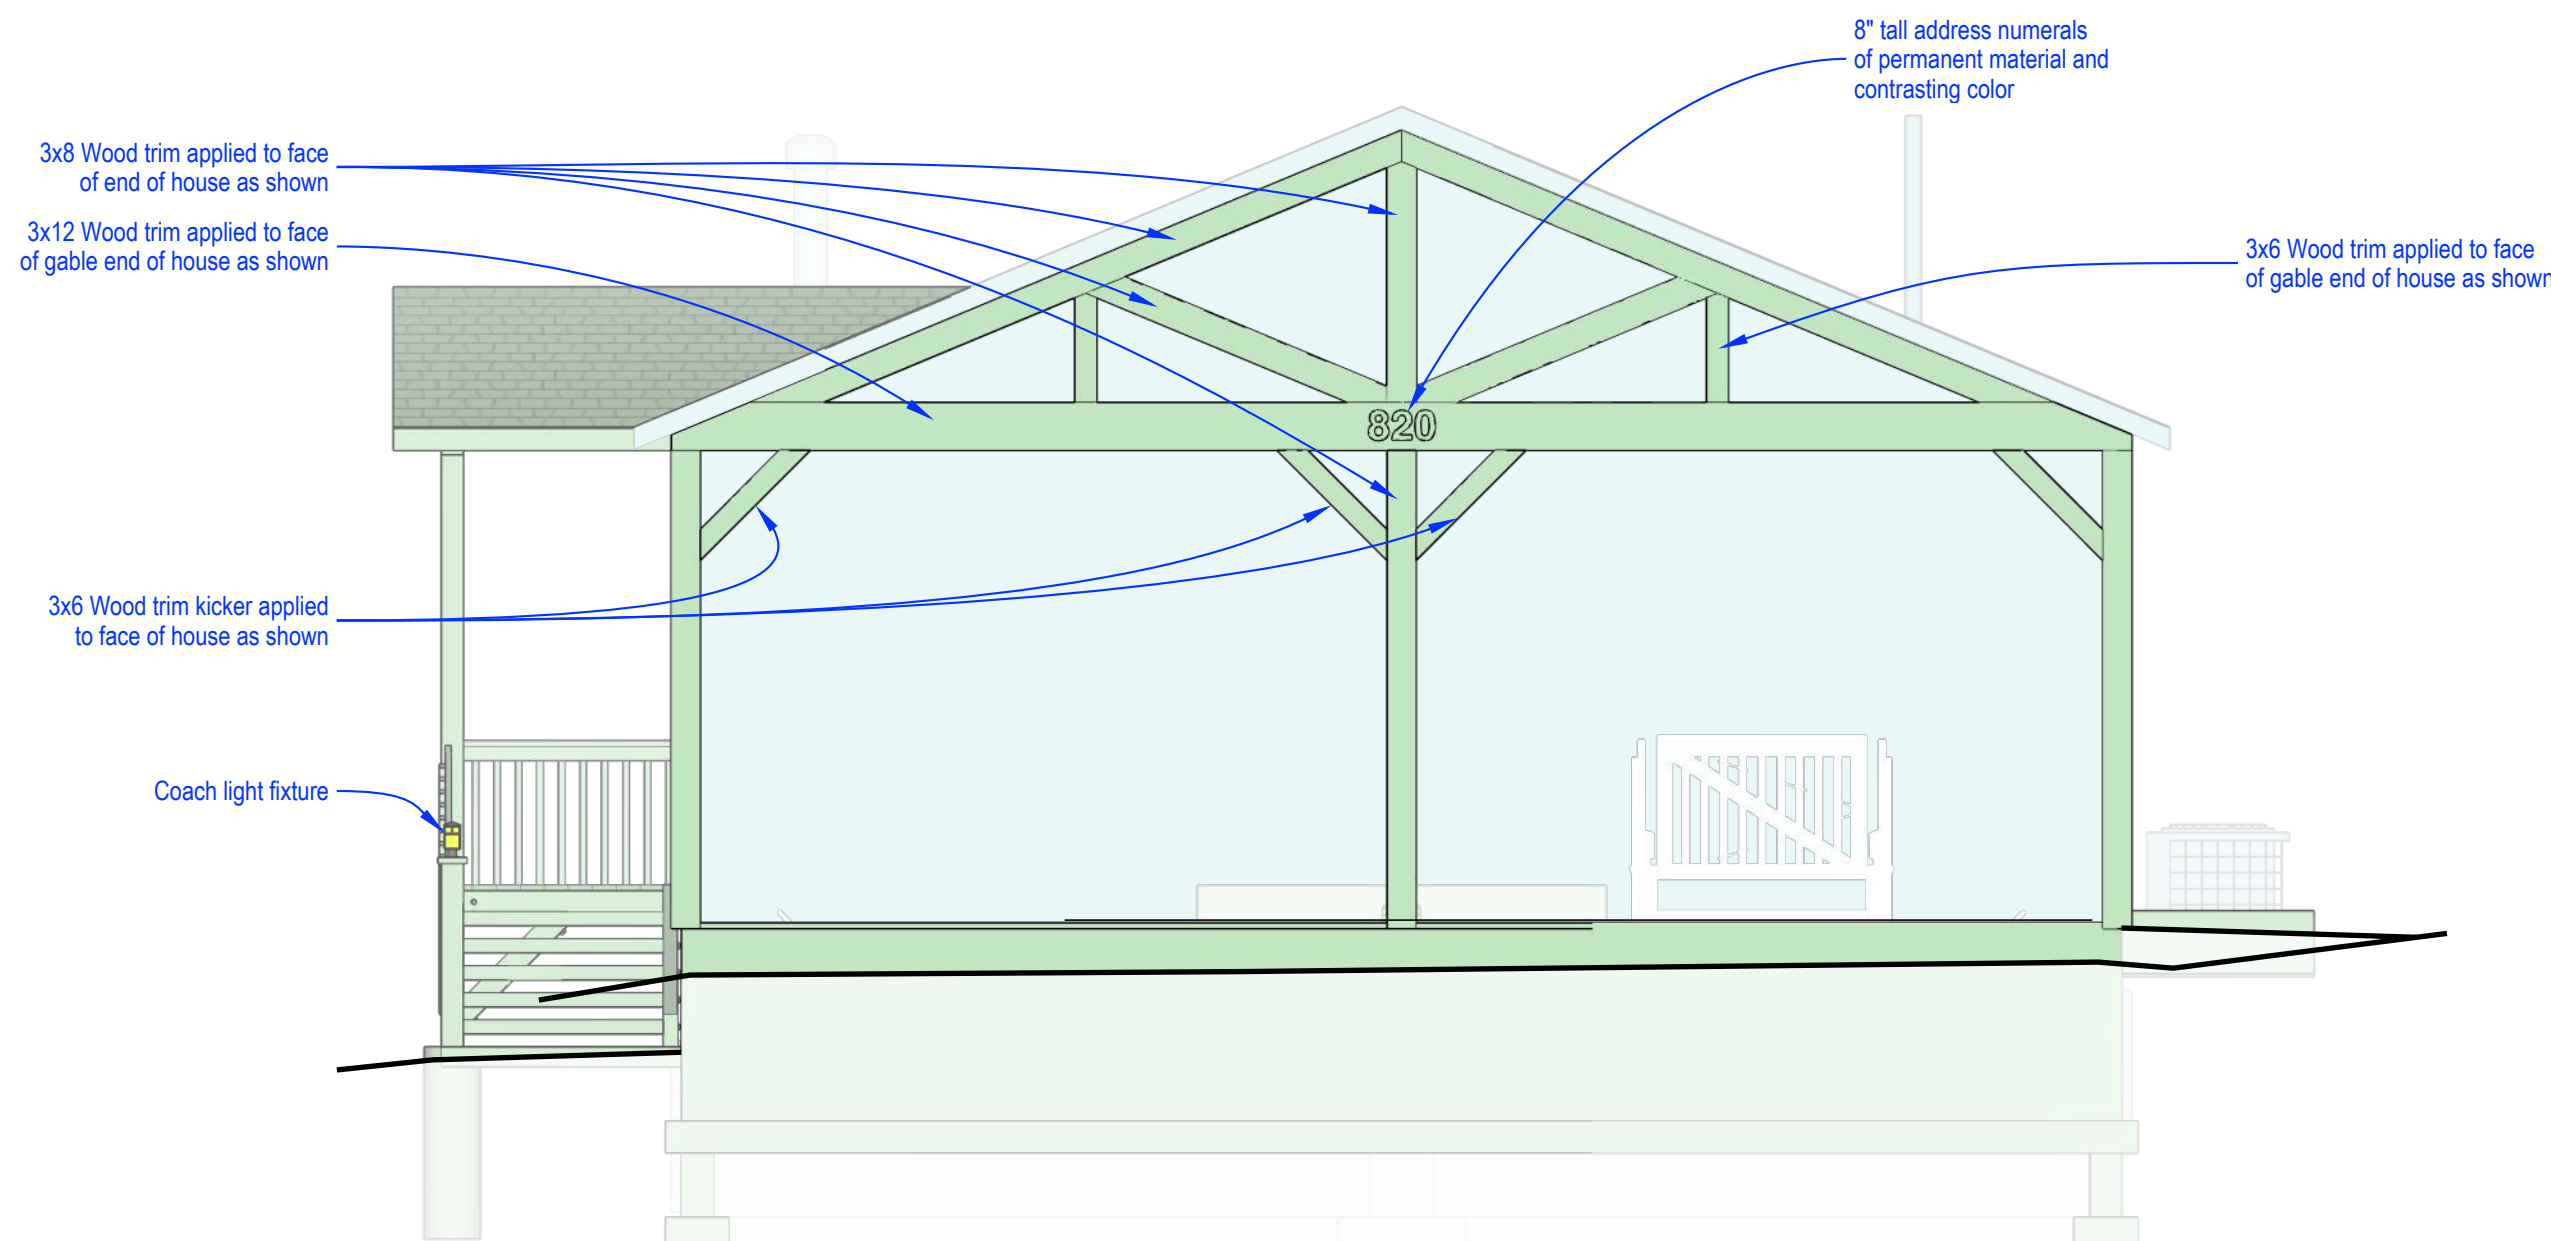 8" tall address numerals
of permanent material and
contrasting color
3x8 Wood trim applied to face
of end of house as shown
3x12 Wood trim applied to face
of gable end of house as shown
3x6 Wood trim applied to face
of gable end of house as shown
820
3x6 Wood trim kicker applied
to face of house as shown
Coach light fixture